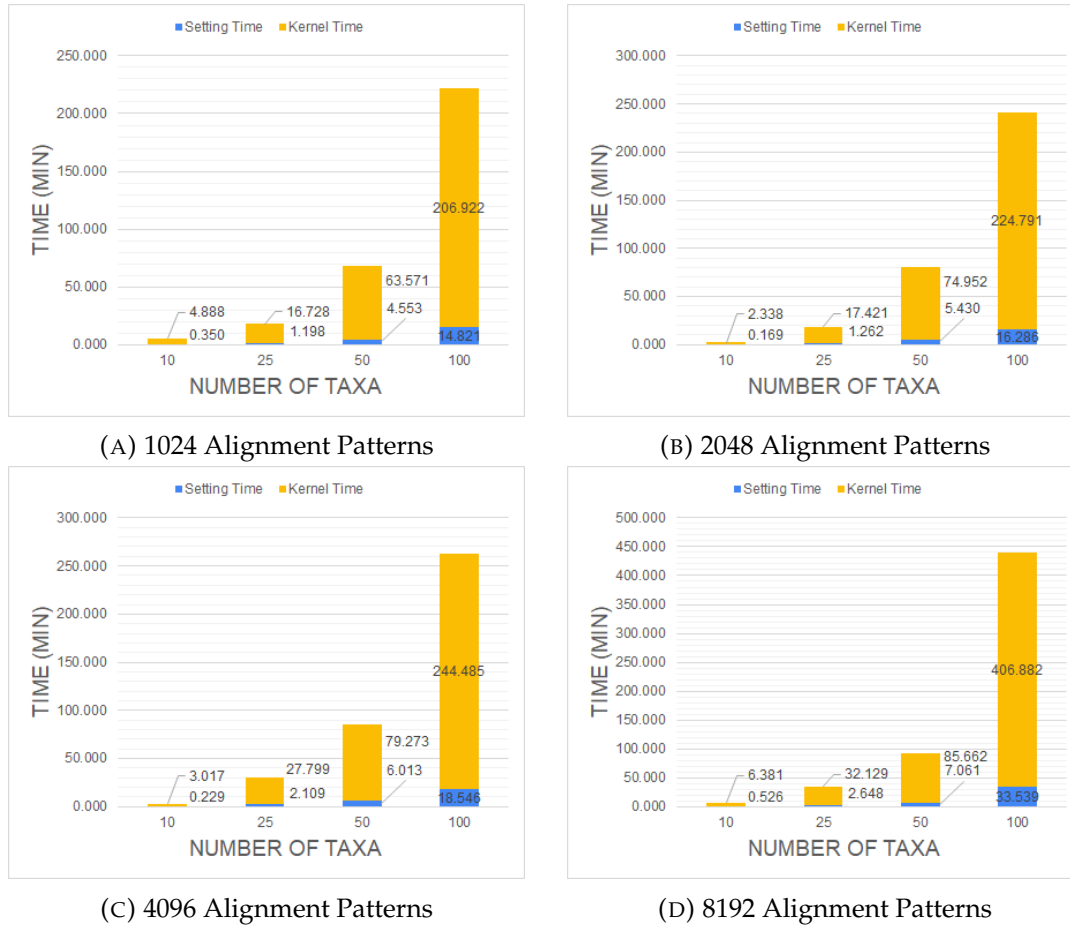 Setting Time Kernel Time
250.000
200.000
150.000
100.000
50.000
0.000
TIME (MIN)
206.922
63.571
4.888 16.728 4.553
0.350 1.198 14.821
10 25 50 100
NUMBER OF TAXA
(A) 1024 Alignment Patterns
Setting Time Kernel Time
300.000
250.000
200.000
150.000
100.000
50.000
0.000
TIME (MIN)
224.791
74.952
2.338 17.421 5.430
0.169 1.262 16.286
10 25 50 100
NUMBER OF TAXA
(B) 2048 Alignment Patterns
Setting Time Kernel Time
300.000
250.000
200.000
150.000
100.000
50.000
0.000
TIME (MIN)
244.485
79.273
3.017 27.799 6.013
0.229 2.109 18.546
10 25 50 100
NUMBER OF TAXA
(C) 4096 Alignment Patterns
Setting Time Kernel Time
500.000
450.000
400.000
350.000
300.000
250.000
200.000
150.000
100.000
50.000
0.000
TIME (MIN)
406.882
85.662
6.381 32.129 7.061
0.526 2.648 33.539
10 25 50 100
NUMBER OF TAXA
(D) 8192 Alignment Patterns